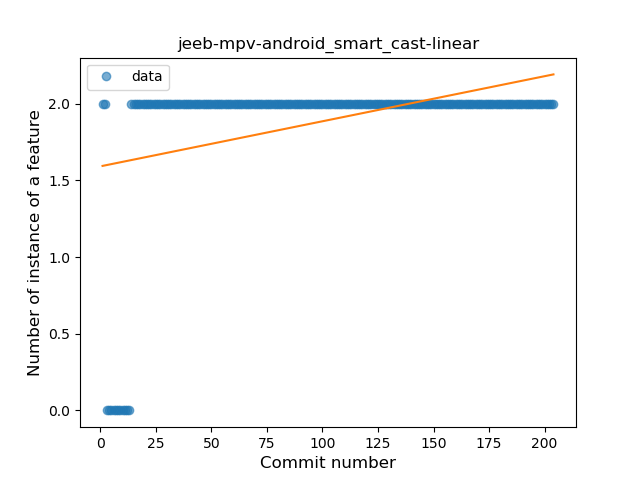 jeeb-mpv-android_smart_cast-linear
data
Number of instance of a feature
2.0
1.5
1.0
0.5
0.0
0 25 50 75 100 125 150 175 200
Commit number